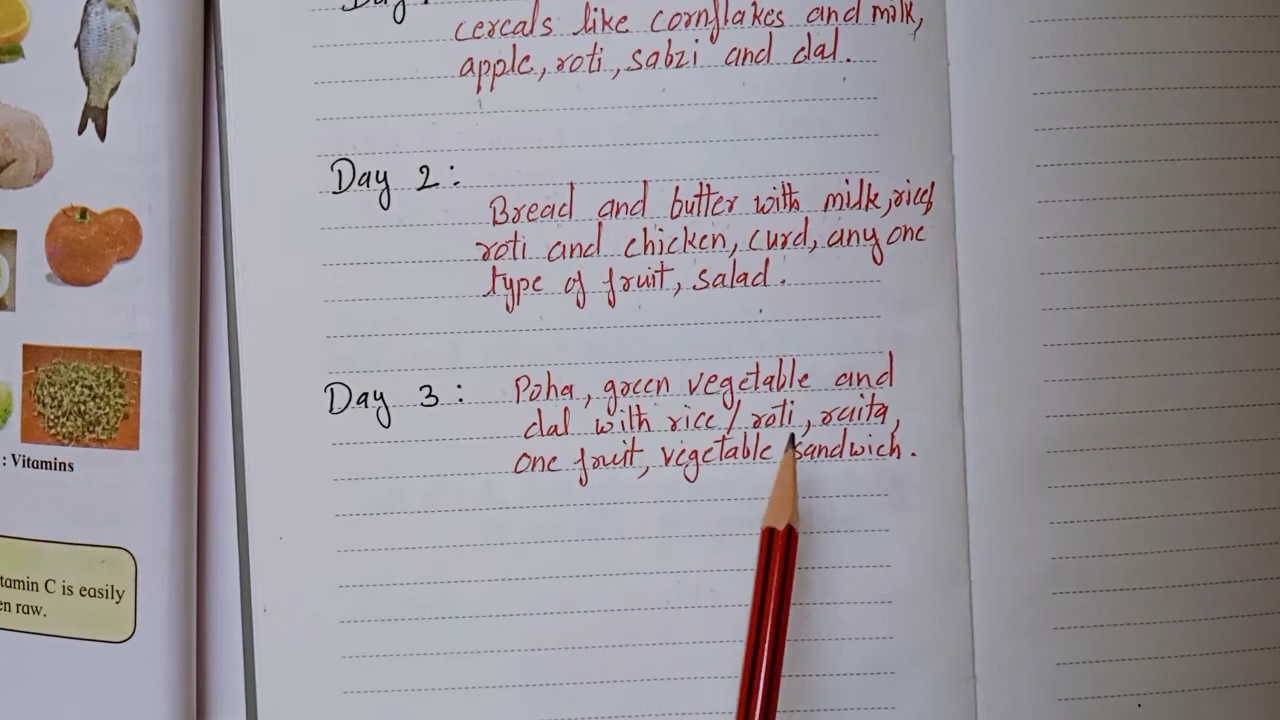 Day
cereals like cornflakes and milk,
apple, roti, sabzi and dal.
Day 2:
Bread and butter with milk, rice/
roti and chicken, curd, any one
type of fruit, salad.
Day 3: Poha, green vegetable and
dal with rice / roti, raita,
one fruit, vegetable sandwich.
: Vitamins
tamin C is easily
en raw.